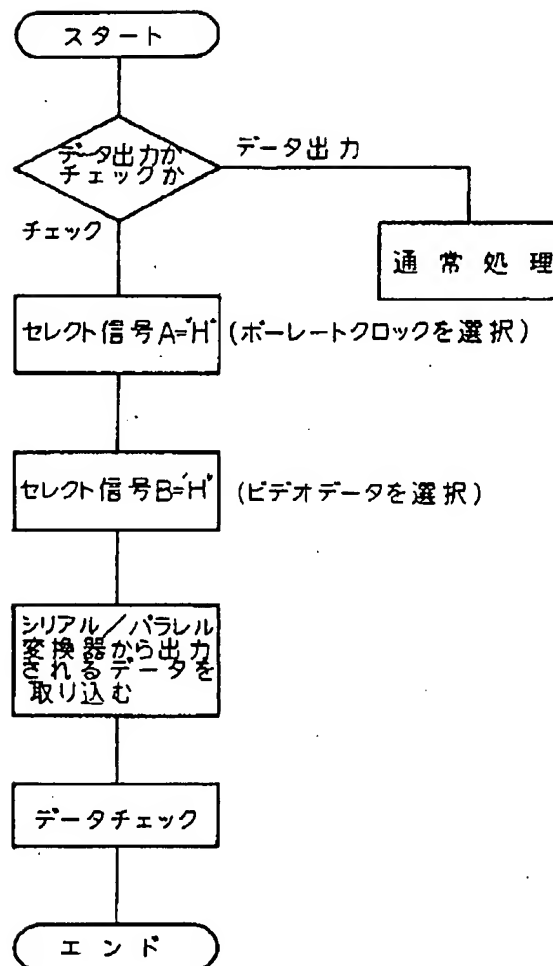 スタート
データ出力か
チェックか
データ出力
チェック
通常処理
セレクト信号A="H" (ボーレートクロックを選択)
セレクト信号B="H" (ビデオデータを選択)
シリアル/パラレル
変換器から出力
されるデータを
取り込む
データチェック
エンド